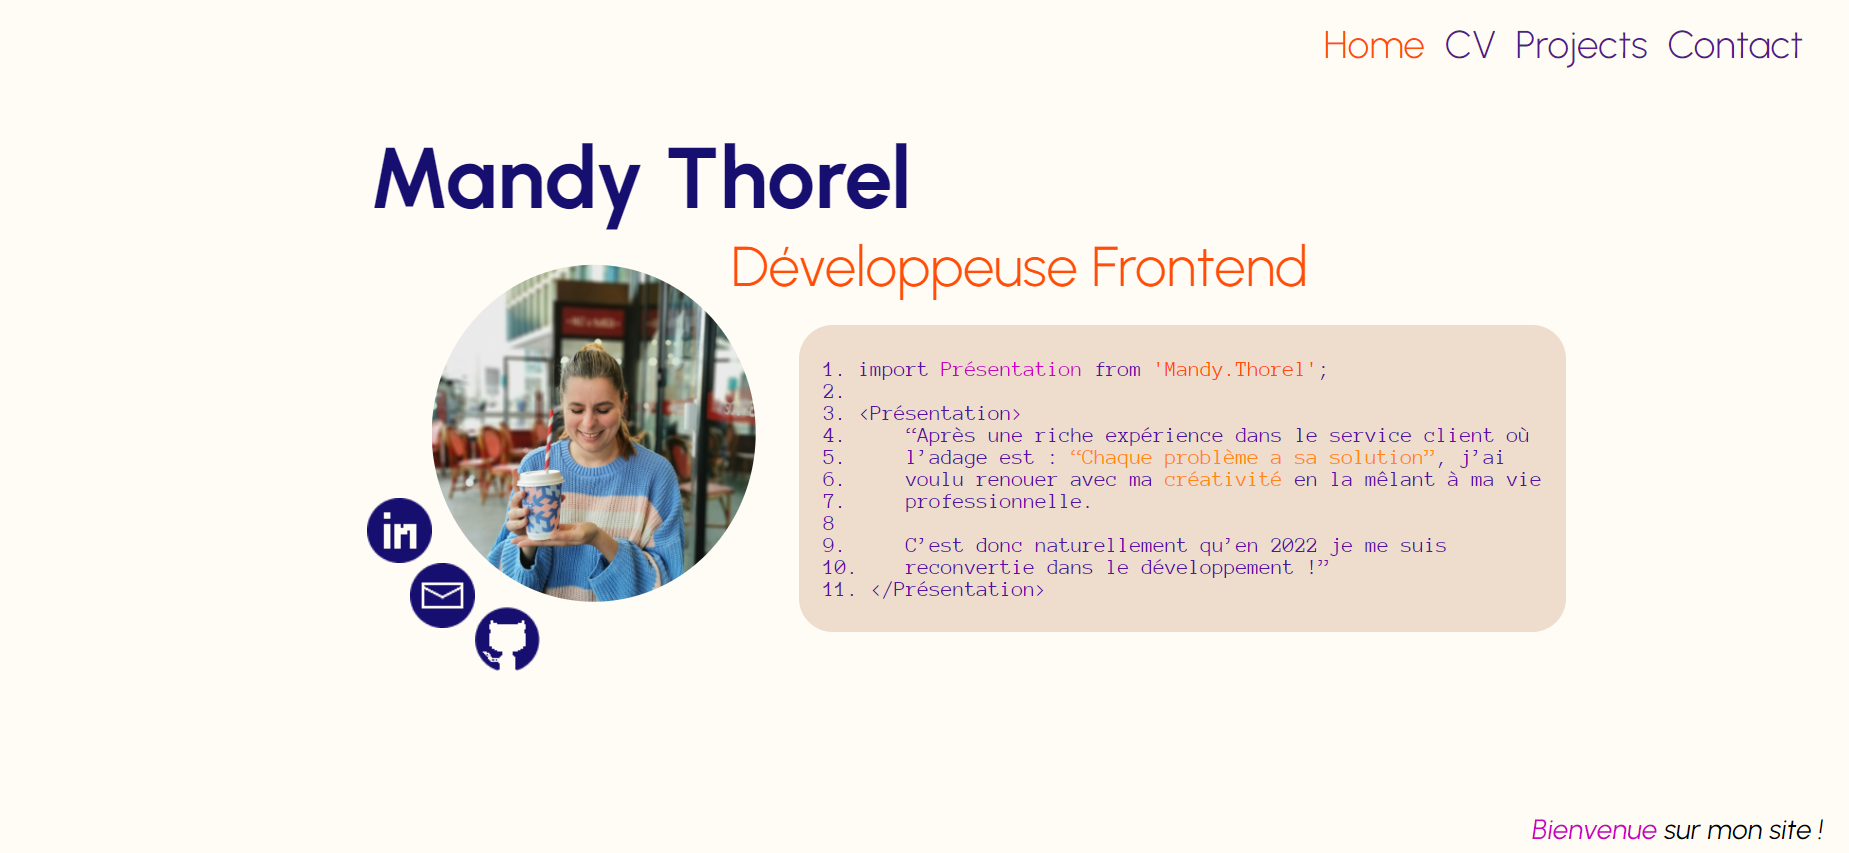 Home CV Projects Contact
Mandy Thorel
Développeuse Frontend
1. import Présentation from 'Mandy.Thorel';
2.
3. <Présentation>
4. “Après une riche expérience dans le service client où
5. l’adage est : “Chaque problème a sa solution”, j’ai
6. voulu renouer avec ma créativité en la mêlant à ma vie
7. professionnelle.
8
9. C’est donc naturellement qu’en 2022 je me suis
10. reconvertie dans le développement !”
11. </Présentation>
in
Bienvenue sur mon site !